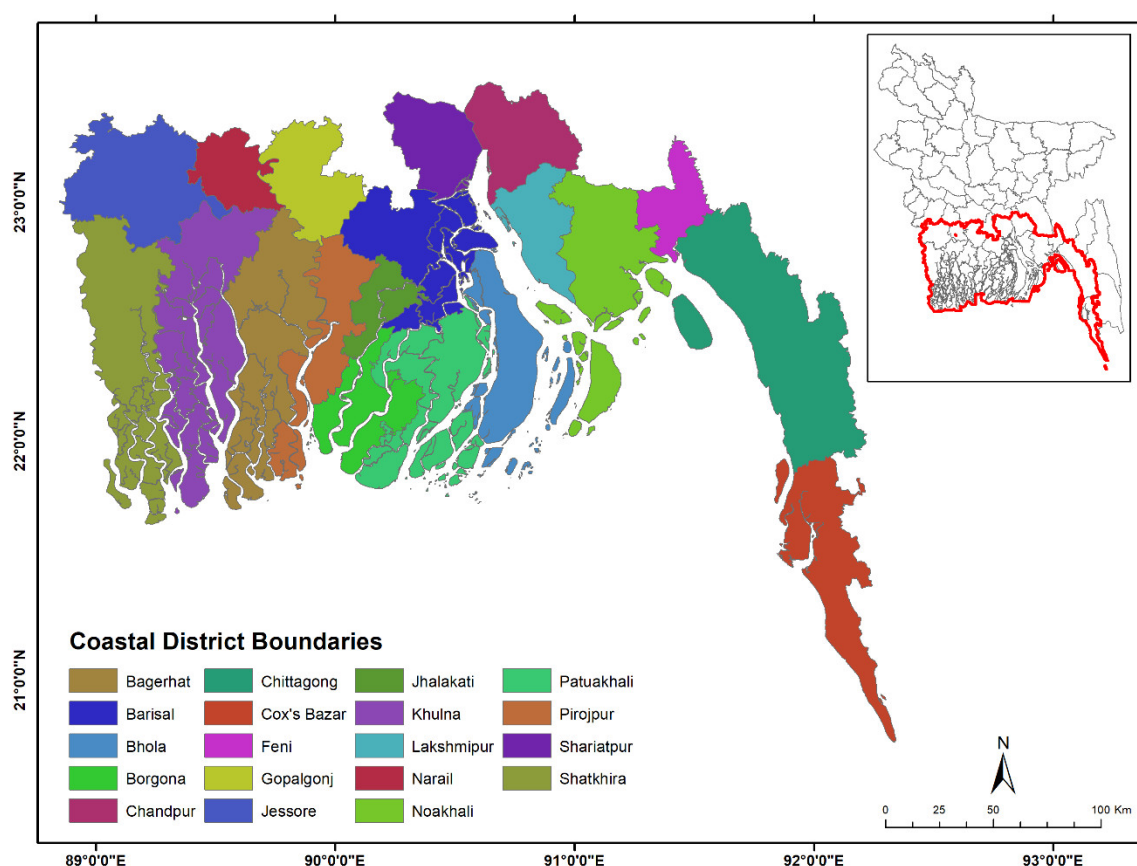 23°0'0"N
22°0'0"N
21°0'0"N
Coastal District Boundaries
Bagerhat
Barisal
Bhola
Borgona
Chandpur
Chittagong
Cox's Bazar
Feni
Gopalgonj
Jessore
Jhalakati
Khulna
Lakshmipur
Narail
Noakhali
Patuakhali
Pirojpur
Shariatpur
Shatkhira
N
0 25 50 100 Km
89°0'0"E 90°0'0"E 91°0'0"E 92°0'0"E 93°0'0"E